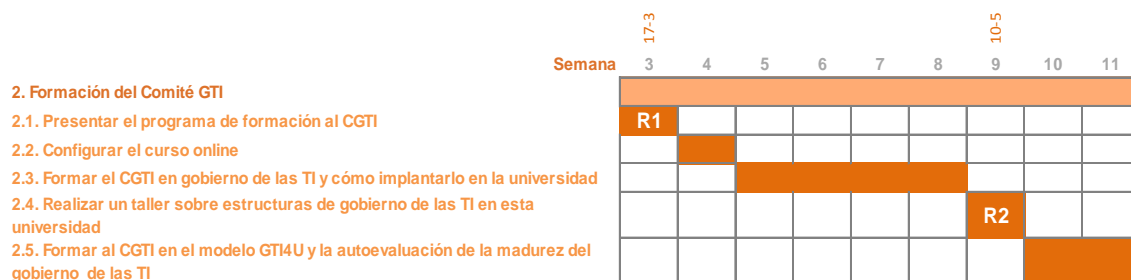 17-3
10-5
Semana 3 4 5 6 7 8 9 10 11
2. Formación del Comité GTI
2.1. Presentar el programa de formación al CGTI
R1
2.2. Configurar el curso online
2.3. Formar el CGTI en gobierno de las TI y cómo implantarlo en la universidad
2.4. Realizar un taller sobre estructuras de gobierno de las TI en esta
universidad
R2
2.5. Formar al CGTI en el modelo GTI4U y la autoevaluación de la madurez del
gobierno de las TI